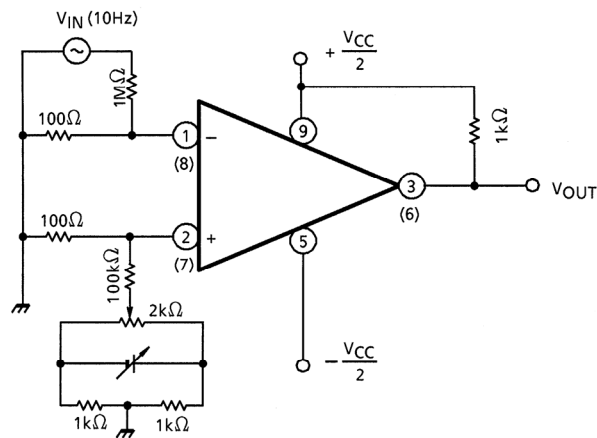 VIN (10Hz)
+ VCC/2
1MΩ
100Ω
1
−
(8)
9
1kΩ
3
(6)
VOUT
100Ω
2
+
(7)
5
100kΩ
2kΩ
− VCC/2
1kΩ
1kΩ